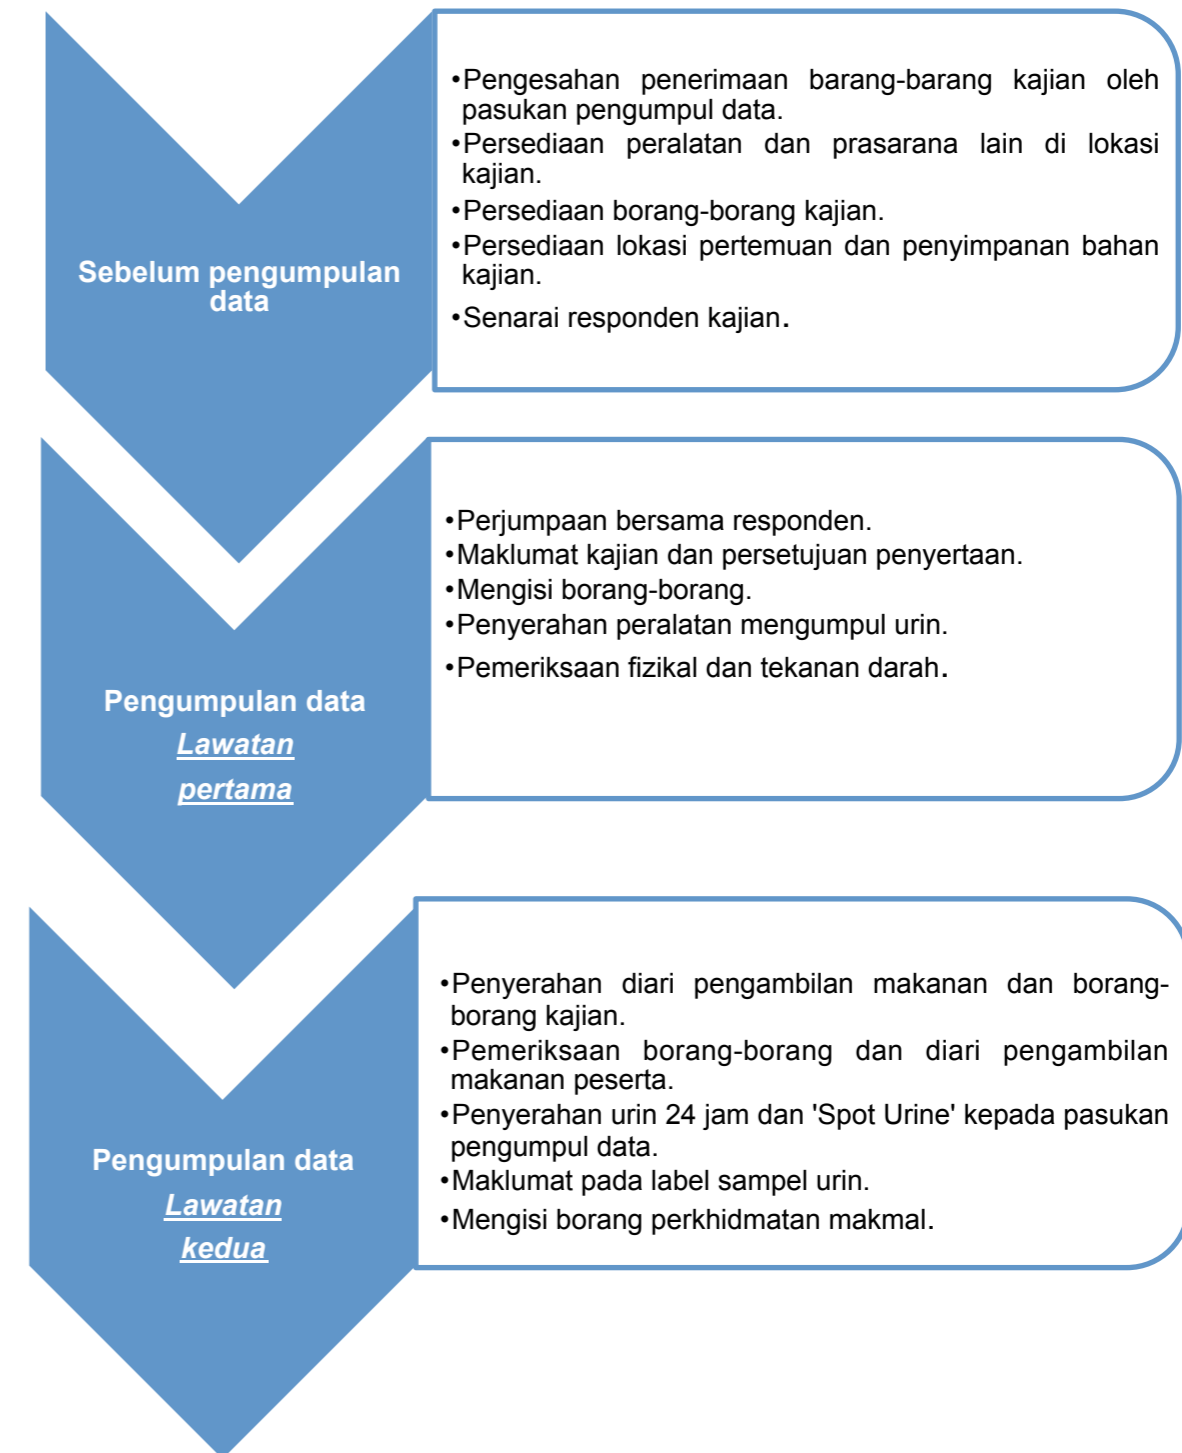 Sebelum pengumpulan
data
•Pengesahan penerimaan barang-barang kajian oleh
pasukan pengumpul data.
•Persediaan peralatan dan prasarana lain di lokasi
kajian.
•Persediaan borang-borang kajian.
•Persediaan lokasi pertemuan dan penyimpanan bahan
kajian.
•Senarai responden kajian.
Pengumpulan data
Lawatan
pertama
•Perjumpaan bersama responden.
•Maklumat kajian dan persetujuan penyertaan.
•Mengisi borang-borang.
•Penyerahan peralatan mengumpul urin.
•Pemeriksaan fizikal dan tekanan darah.
Pengumpulan data
Lawatan
kedua
•Penyerahan diari pengambilan makanan dan borang-
borang kajian.
•Pemeriksaan borang-borang dan diari pengambilan
makanan peserta.
•Penyerahan urin 24 jam dan 'Spot Urine' kepada pasukan
pengumpul data.
•Maklumat pada label sampel urin.
•Mengisi borang perkhidmatan makmal.